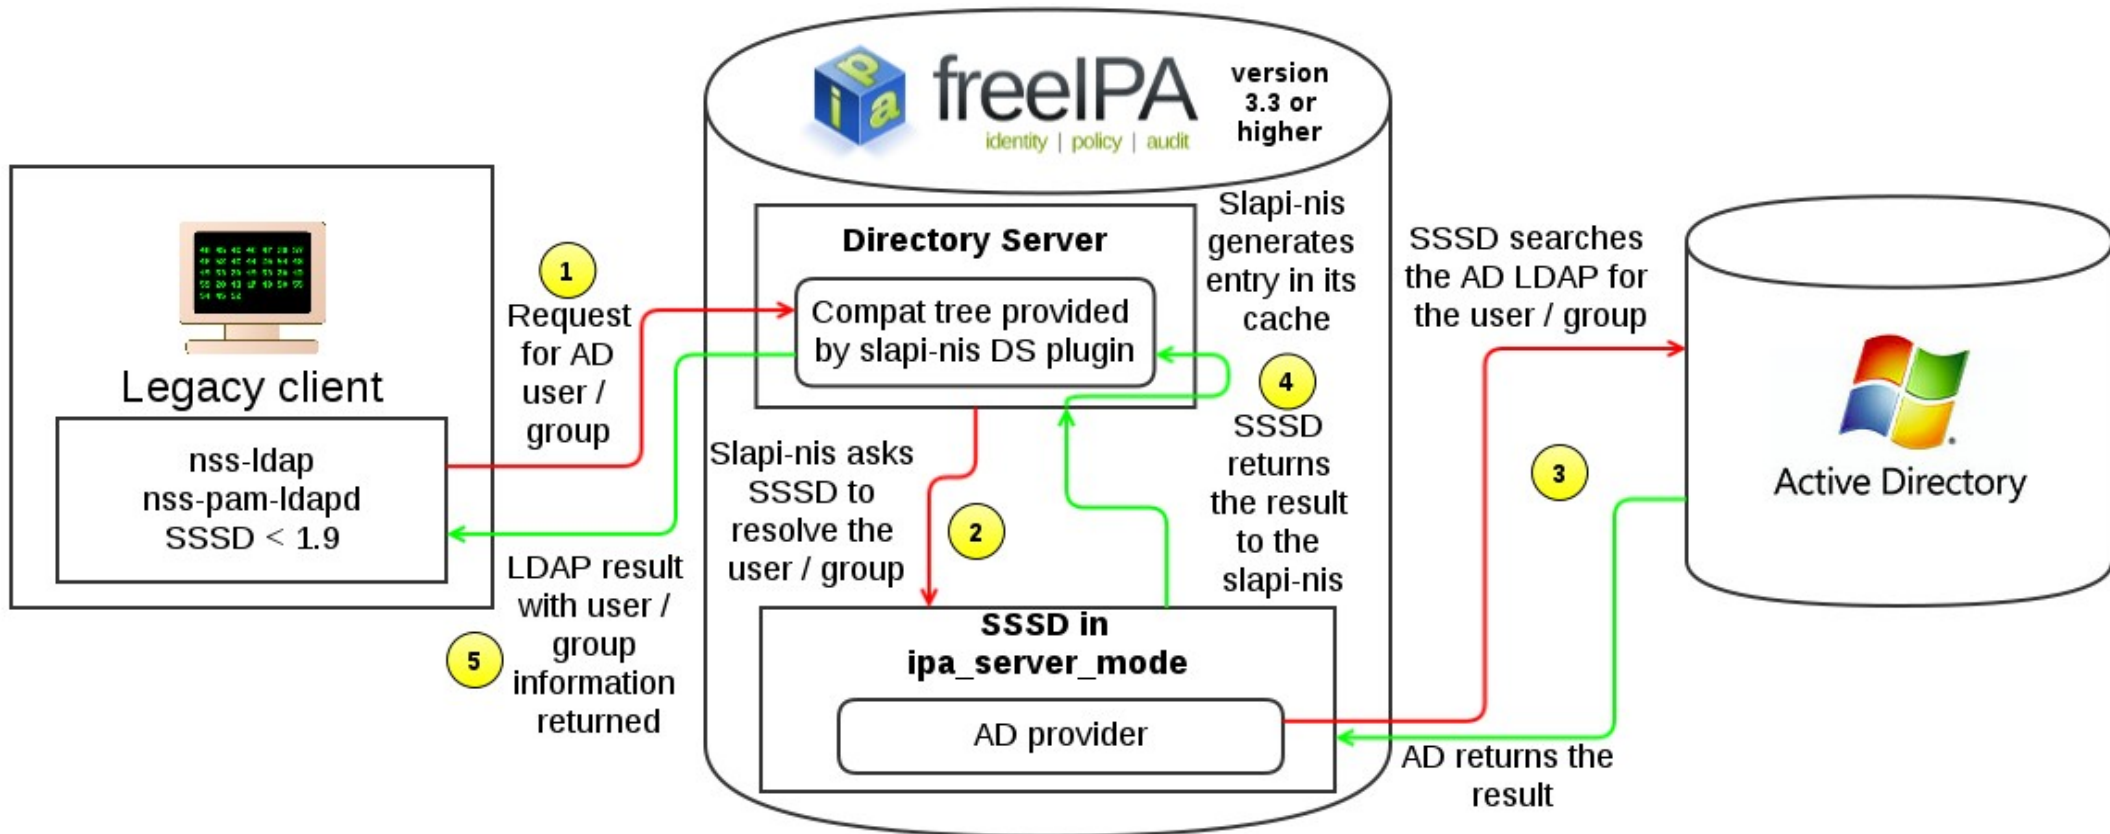 freeIPA
identity | policy | audit
version
3.3 or
higher
Legacy client
nss-ldap
nss-pam-ldapd
SSSD < 1.9
1
Request
for AD
user /
group
Directory Server
Compat tree provided
by slapi-nis DS plugin
Slapi-nis
generates
entry in its
cache
4
SSSD
returns
the result
to the
slapi-nis
Slapi-nis asks
SSSD to
resolve the
user / group
2
SSSD in
ipa_server_mode
AD provider
SSSD searches
the AD LDAP for
the user / group
3
Active Directory
AD returns the
result
5
LDAP result
with user /
group
information
returned